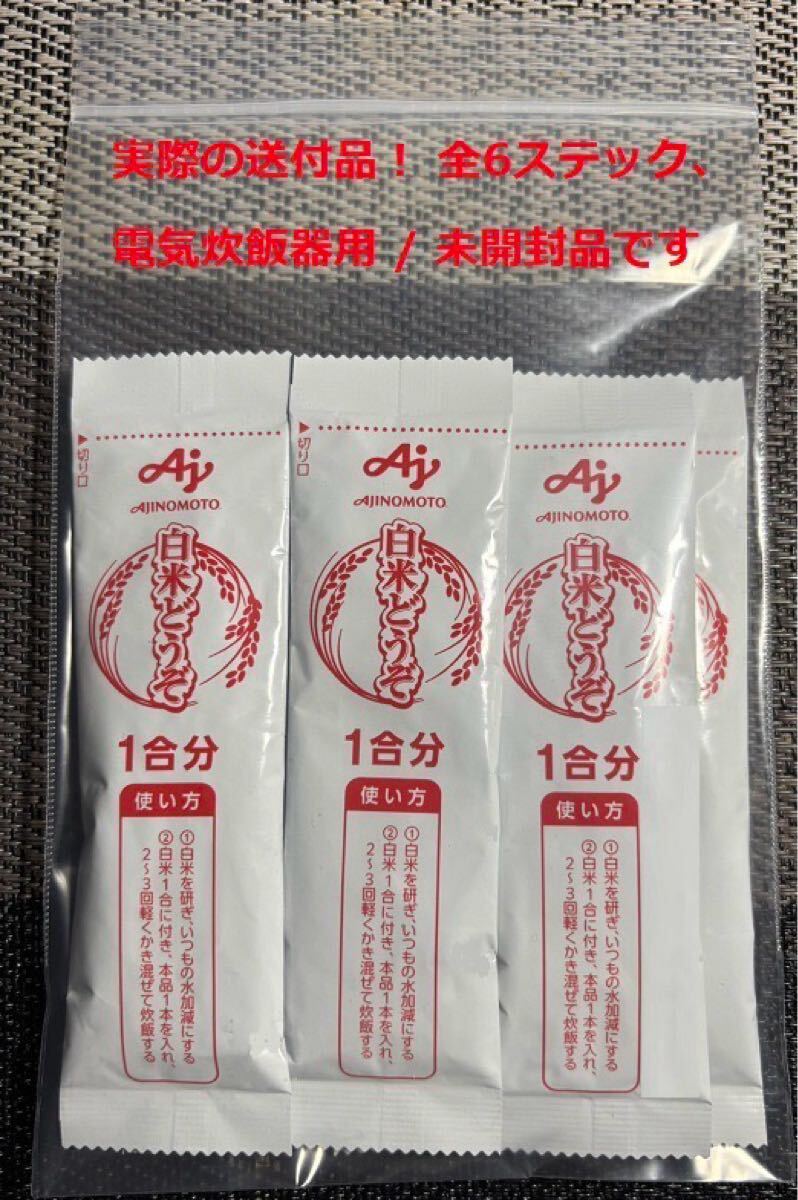 実際の送付品！ 全6ステック、
電気炊飯器用 / 未開封品です
切り口
AJINOMOTO
白米どうぞ
1合分
使い方
①白米を研ぎ、いつもの水加減にする
②白米1合に付き、本品1本を入れ、
2～3回軽くかき混ぜて炊飯する
切り口
AJINOMOTO
白米どうぞ
1合分
使い方
①白米を研ぎ、いつもの水加減にする
②白米1合に付き、本品1本を入れ、
2～3回軽くかき混ぜて炊飯する
AJINOMOTO
白米どうぞ
1合分
使い方
①白米を研ぎ、いつもの水加減にする
②白米1合に付き、本品1本を入れ、
2～3回軽くかき混ぜて炊飯する